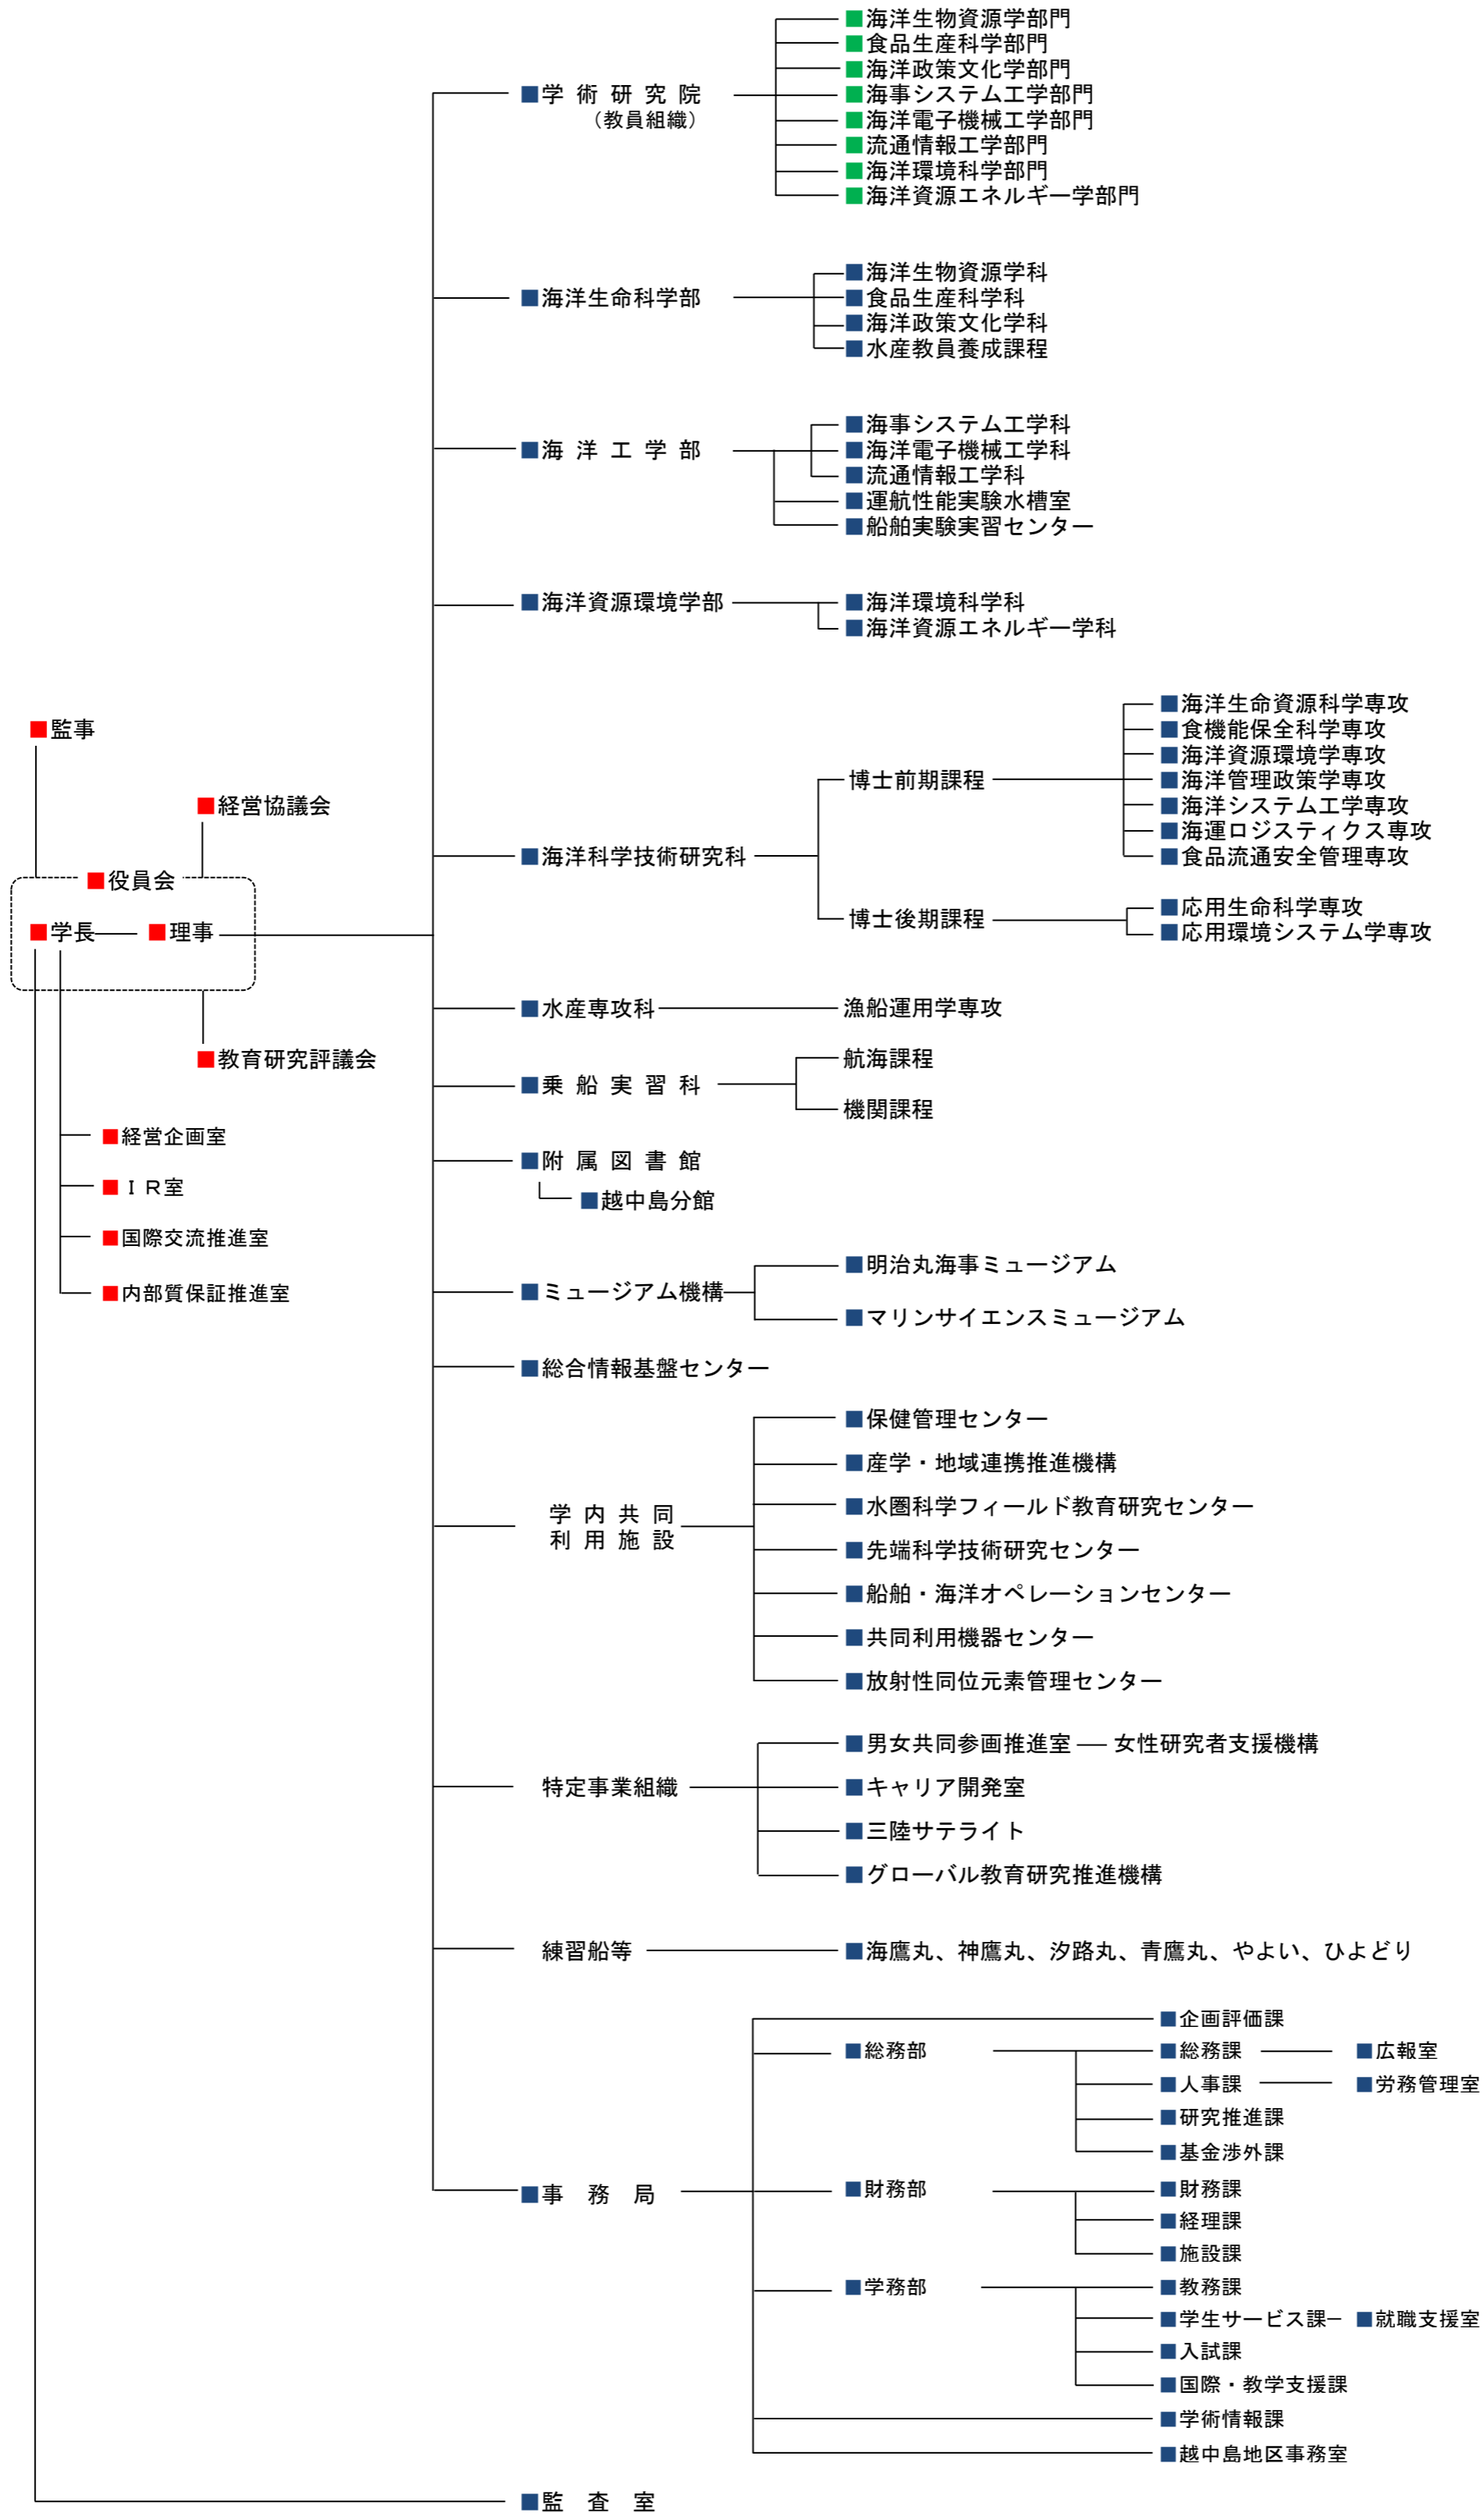 ■海洋生物資源学部門
■食品生産科学部門
■海洋政策文化学部門
■学術研究院
■海事システム工学部門
（教員組織）
■海洋電子機械工学部門
■流通情報工学部門
■海洋環境科学部門
■海洋資源エネルギー学部門
■海洋生物資源学科
■海洋生命科学部
■食品生産科学科
■海洋政策文化学科
■水産教員養成課程
■海事システム工学科
■海洋工学部
■海洋電子機械工学科
■流通情報工学科
■運航性能実験水槽室
■船舶実験実習センター
■海洋資源環境学部
■海洋環境科学科
■海洋資源エネルギー学科
■海洋生命資源科学専攻
■監事
■食機能保全科学専攻
■海洋資源環境学専攻
博士前期課程
■海洋管理政策学専攻
■経営協議会
■海洋システム工学専攻
■海運ロジスティクス専攻
■海洋科学技術研究科
■食品流通安全管理専攻
■役員会
■応用生命科学専攻
博士後期課程
■学長
■理事
■応用環境システム学専攻
■水産専攻科
漁船運用学専攻
■教育研究評議会
航海課程
■乗船実習科
機関課程
■経営企画室
■附属図書館
■ＩＲ室
■越中島分館
■国際交流推進室
■明治丸海事ミュージアム
■内部質保証推進室
■ミュージアム機構
■マリンサイエンスミュージアム
■総合情報基盤センター
■保健管理センター
■産学・地域連携推進機構
学内共同
利用施設
■水圏科学フィールド教育研究センター
■先端科学技術研究センター
■船舶・海洋オペレーションセンター
■共同利用機器センター
■放射性同位元素管理センター
■男女共同参画推進室 ― 女性研究者支援機構
特定事業組織
■キャリア開発室
■三陸サテライト
■グローバル教育研究推進機構
練習船等
■海鷹丸、神鷹丸、汐路丸、青鷹丸、やよい、ひよどり
■企画評価課
■総務部
■総務課
■広報室
■人事課
■労務管理室
■研究推進課
■基金渉外課
■事務局
■財務部
■財務課
■経理課
■施設課
■学務部
■教務課
■学生サービス課─ ■就職支援室
■入試課
■国際・教学支援課
■学術情報課
■越中島地区事務室
■監査室